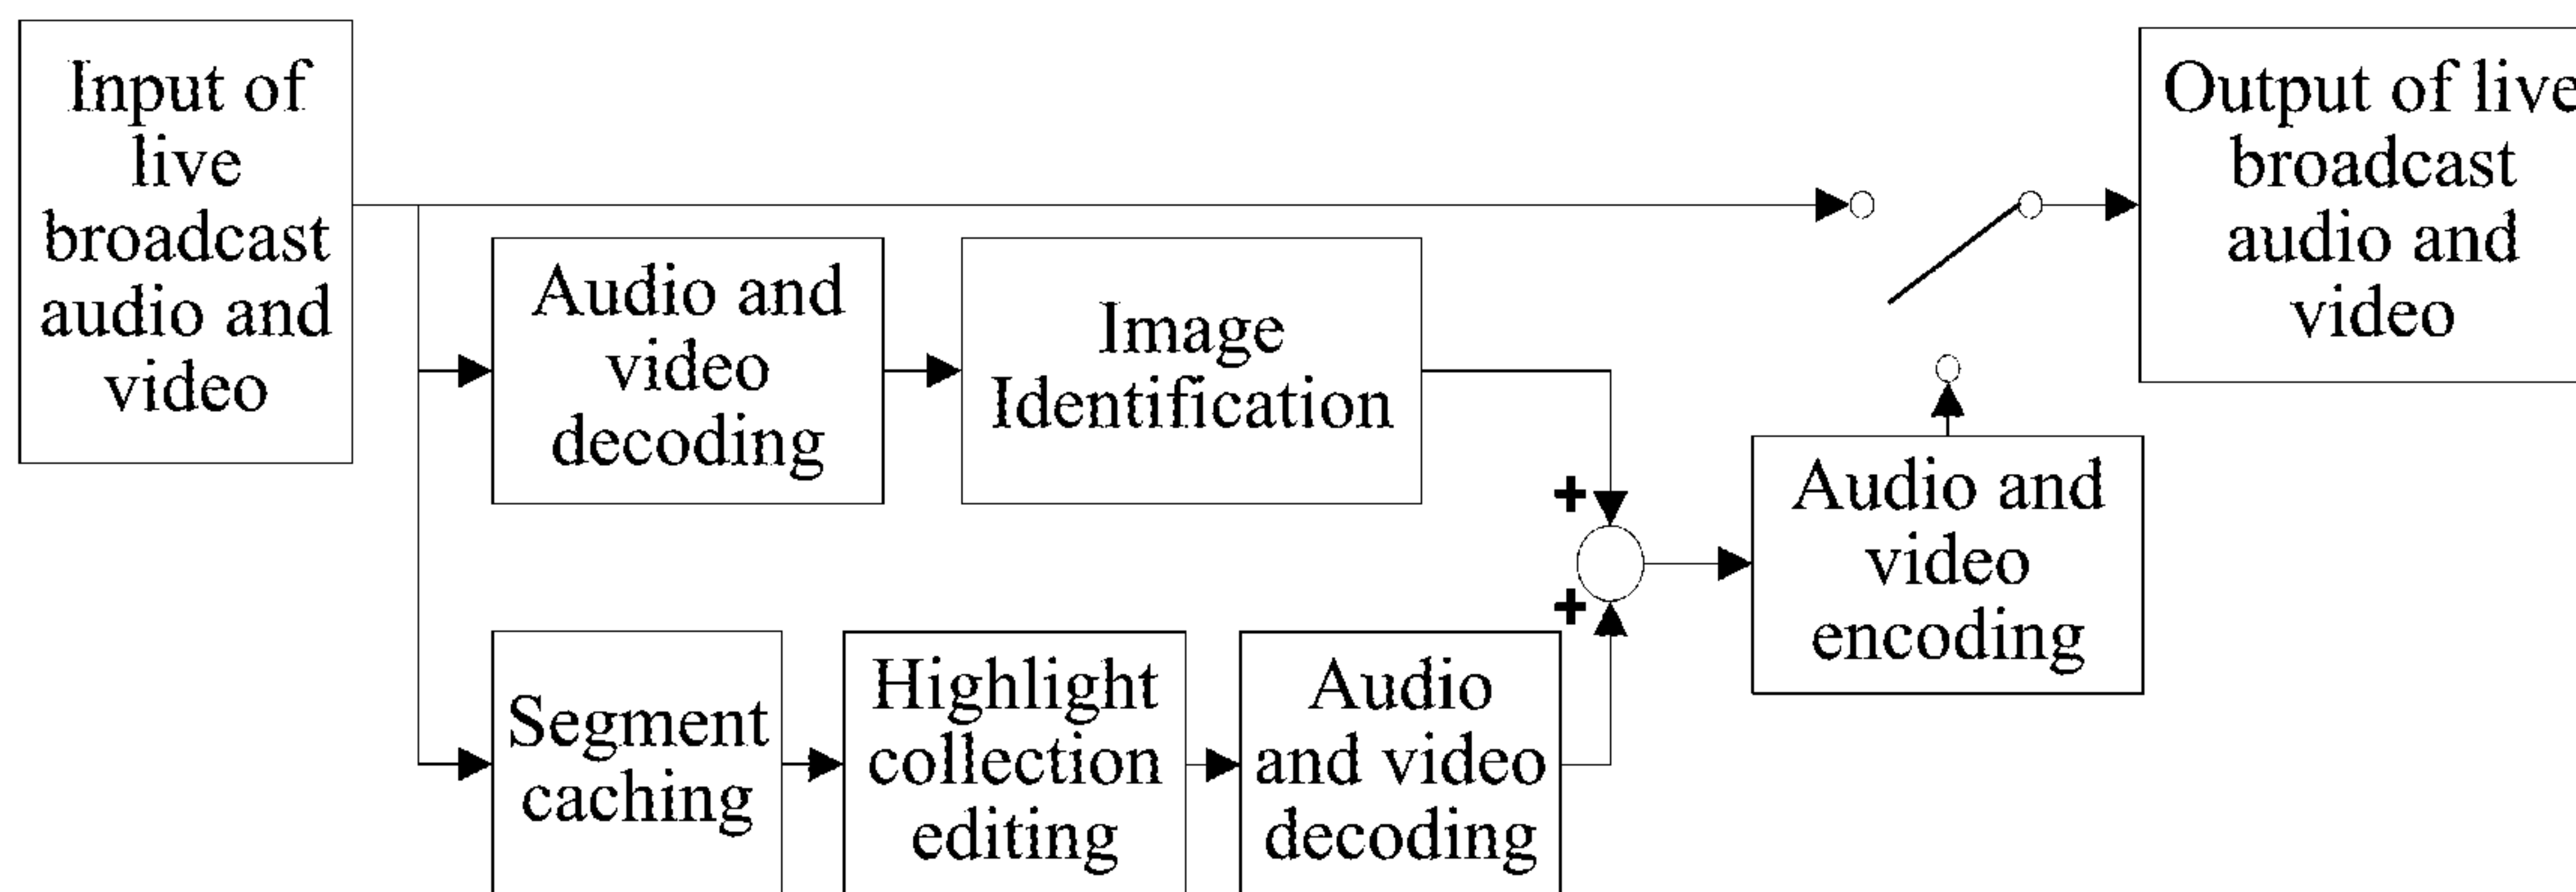 Input of
live
broadcast
audio and
video
Output of live
broadcast
audio and
video
Audio and
video
decoding
Image
Identification
+
+
Audio and
video
encoding
Segment
caching
Highlight
collection
editing
Audio
and video
decoding